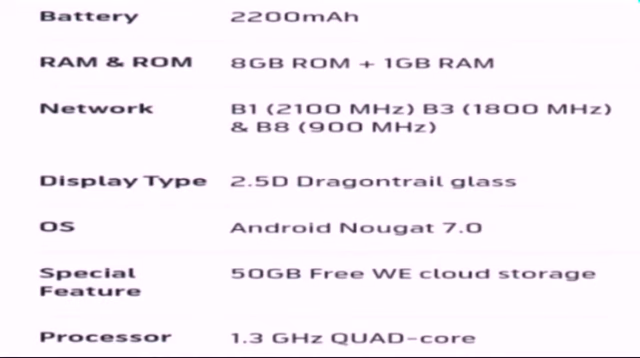 Battery 2200mAh
RAM & ROM 8GB ROM + 1GB RAM
Network B1 (2100 MHz) B3 (1800 MHz)
& B8 (900 MHz)
Display Type 2.5D Dragontrail glass
OS Android Nougat 7.0
Special 50GB Free WE cloud storage
Feature
Processor 1.3 GHz QUAD-core